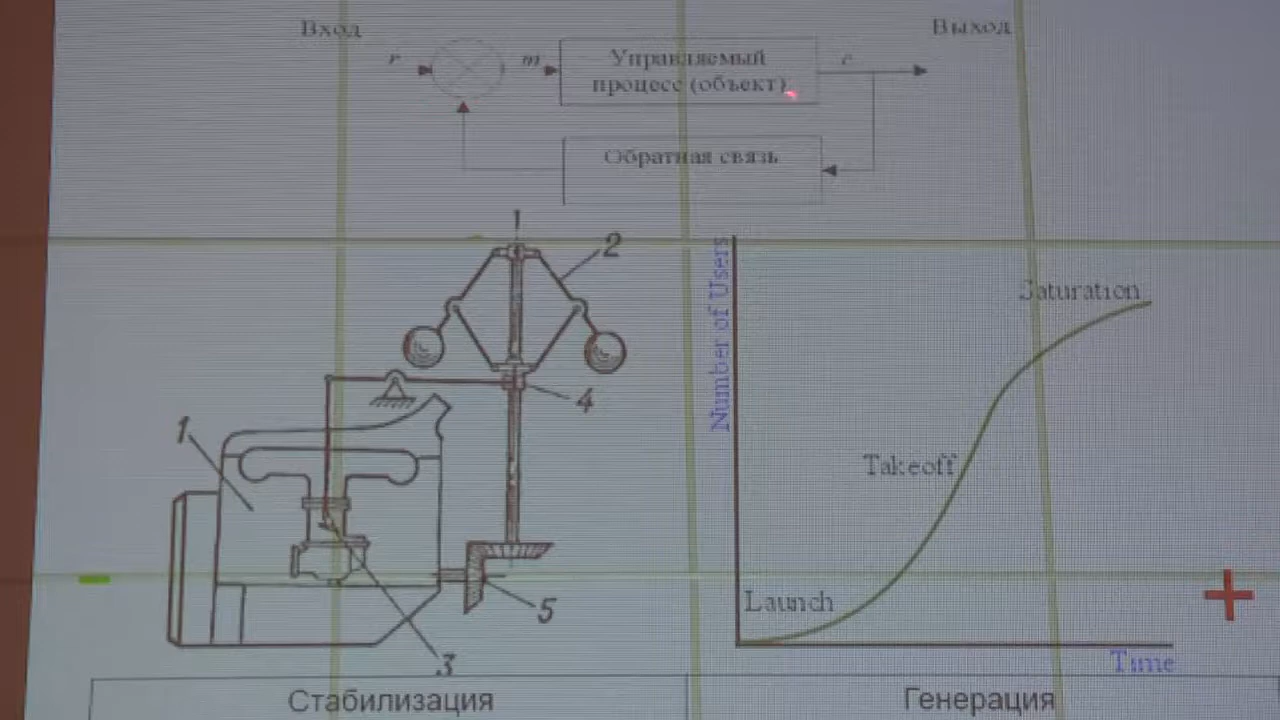 Вход
Выход
r
m
Управляемый
процесс (объект)
c
Обратная связь
1
2
4
1
5
3
Number of Users
Saturation
Takeoff
Launch
Time
Стабилизация
Генерация